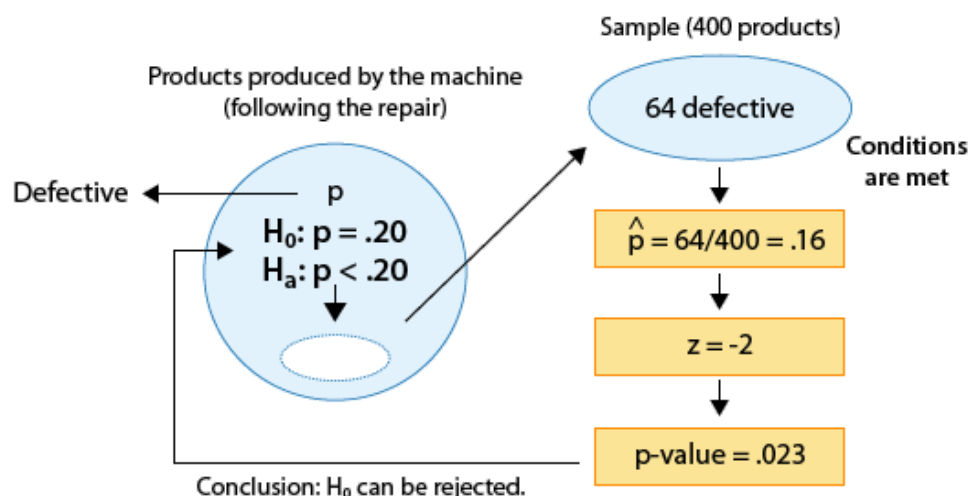 Products produced by the machine
(following the repair)
Defective
p
H₀: p = .20
Hₐ: p < .20
Sample (400 products)
64 defective
Conditions
are met
p̂ = 64/400 = .16
z = -2
p-value = .023
Conclusion: H₀ can be rejected.